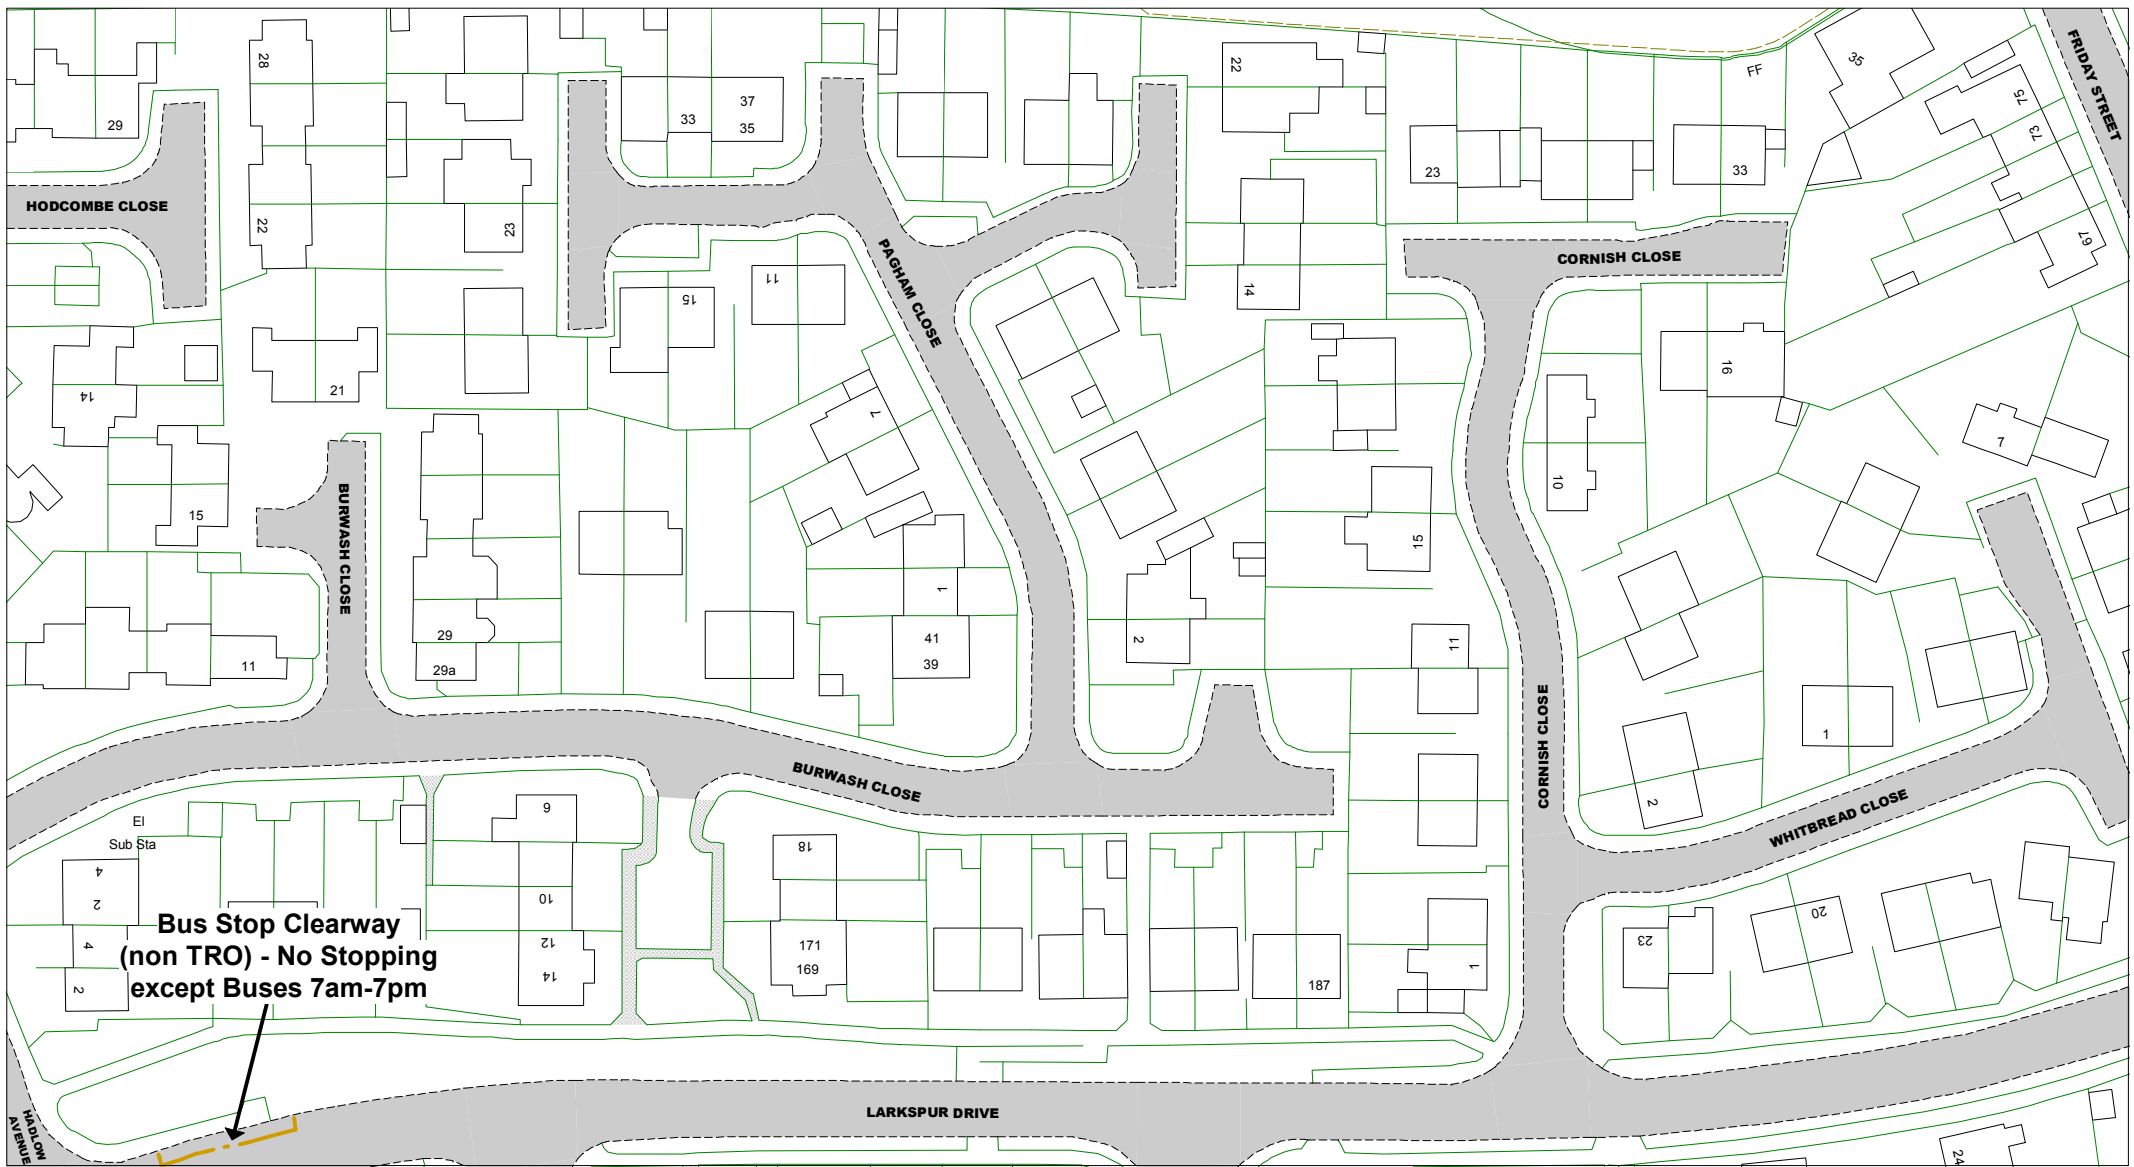 28
29
22
HODCOMBE CLOSE
23
33
37
35
22
23
33
FF
35
75
73
67
FRIDAY STREET
PAGHAM CLOSE
11
15
14
CORNISH CLOSE
14
21
15
BURWASH CLOSE
7
16
10
7
15
29
29a
11
1
41
39
2
11
CORNISH CLOSE
2
1
WHITBREAD CLOSE
BURWASH CLOSE
El
Sub Sta
4
2
4
2
9
10
12
14
18
171
169
187
1
23
20
Bus Stop Clearway
(non TRO) - No Stopping
except Buses 7am-7pm
HADLOW
AVENUE
LARKSPUR DRIVE
24